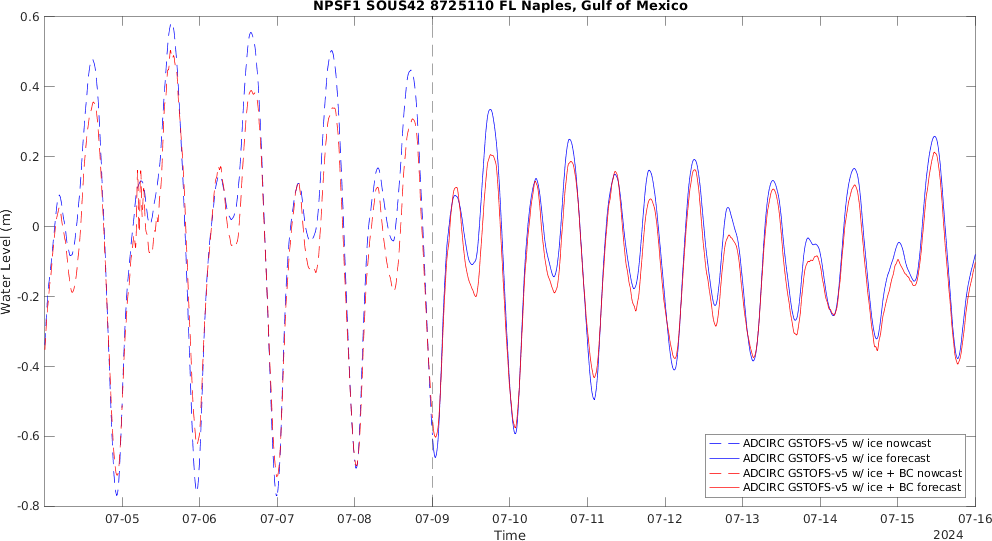 NPSF1 SOUS42 8725110 FL Naples, Gulf of Mexico
0.6
0.4
0.2
0
-0.2
-0.4
-0.6
-0.8
Water Level (m)
ADCIRC GSTOFS-v5 w/ ice nowcast
ADCIRC GSTOFS-v5 w/ ice forecast
ADCIRC GSTOFS-v5 w/ ice + BC nowcast
ADCIRC GSTOFS-v5 w/ ice + BC forecast
07-05 07-06 07-07 07-08 07-09 07-10 07-11 07-12 07-13 07-14 07-15 07-16
Time
2024